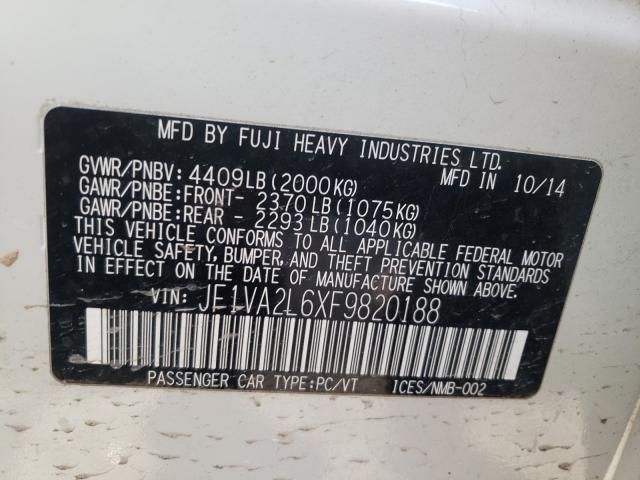 MFD BY FUJI HEAVY INDUSTRIES LTD.
GVWR/PNBV: 4409LB(2000KG) MFD IN 10/14
GAWR/PNBE:FRONT- 2370LB(1075KG)
GAWR/PNBE:REAR - 2293LB(1040KG)
THIS VEHICLE CONFORMS TO ALL APPLICABLE FEDERAL MOTOR
VEHICLE SAFETY, BUMPER, AND THEFT PREVENTION STANDARDS
IN EFFECT ON THE DATE OF MANUFACTURE SHOWN ABOVE.
VIN: JF1VA2L6XF9820188
PASSENGER CAR TYPE:PC/VT ICES/NMB-002